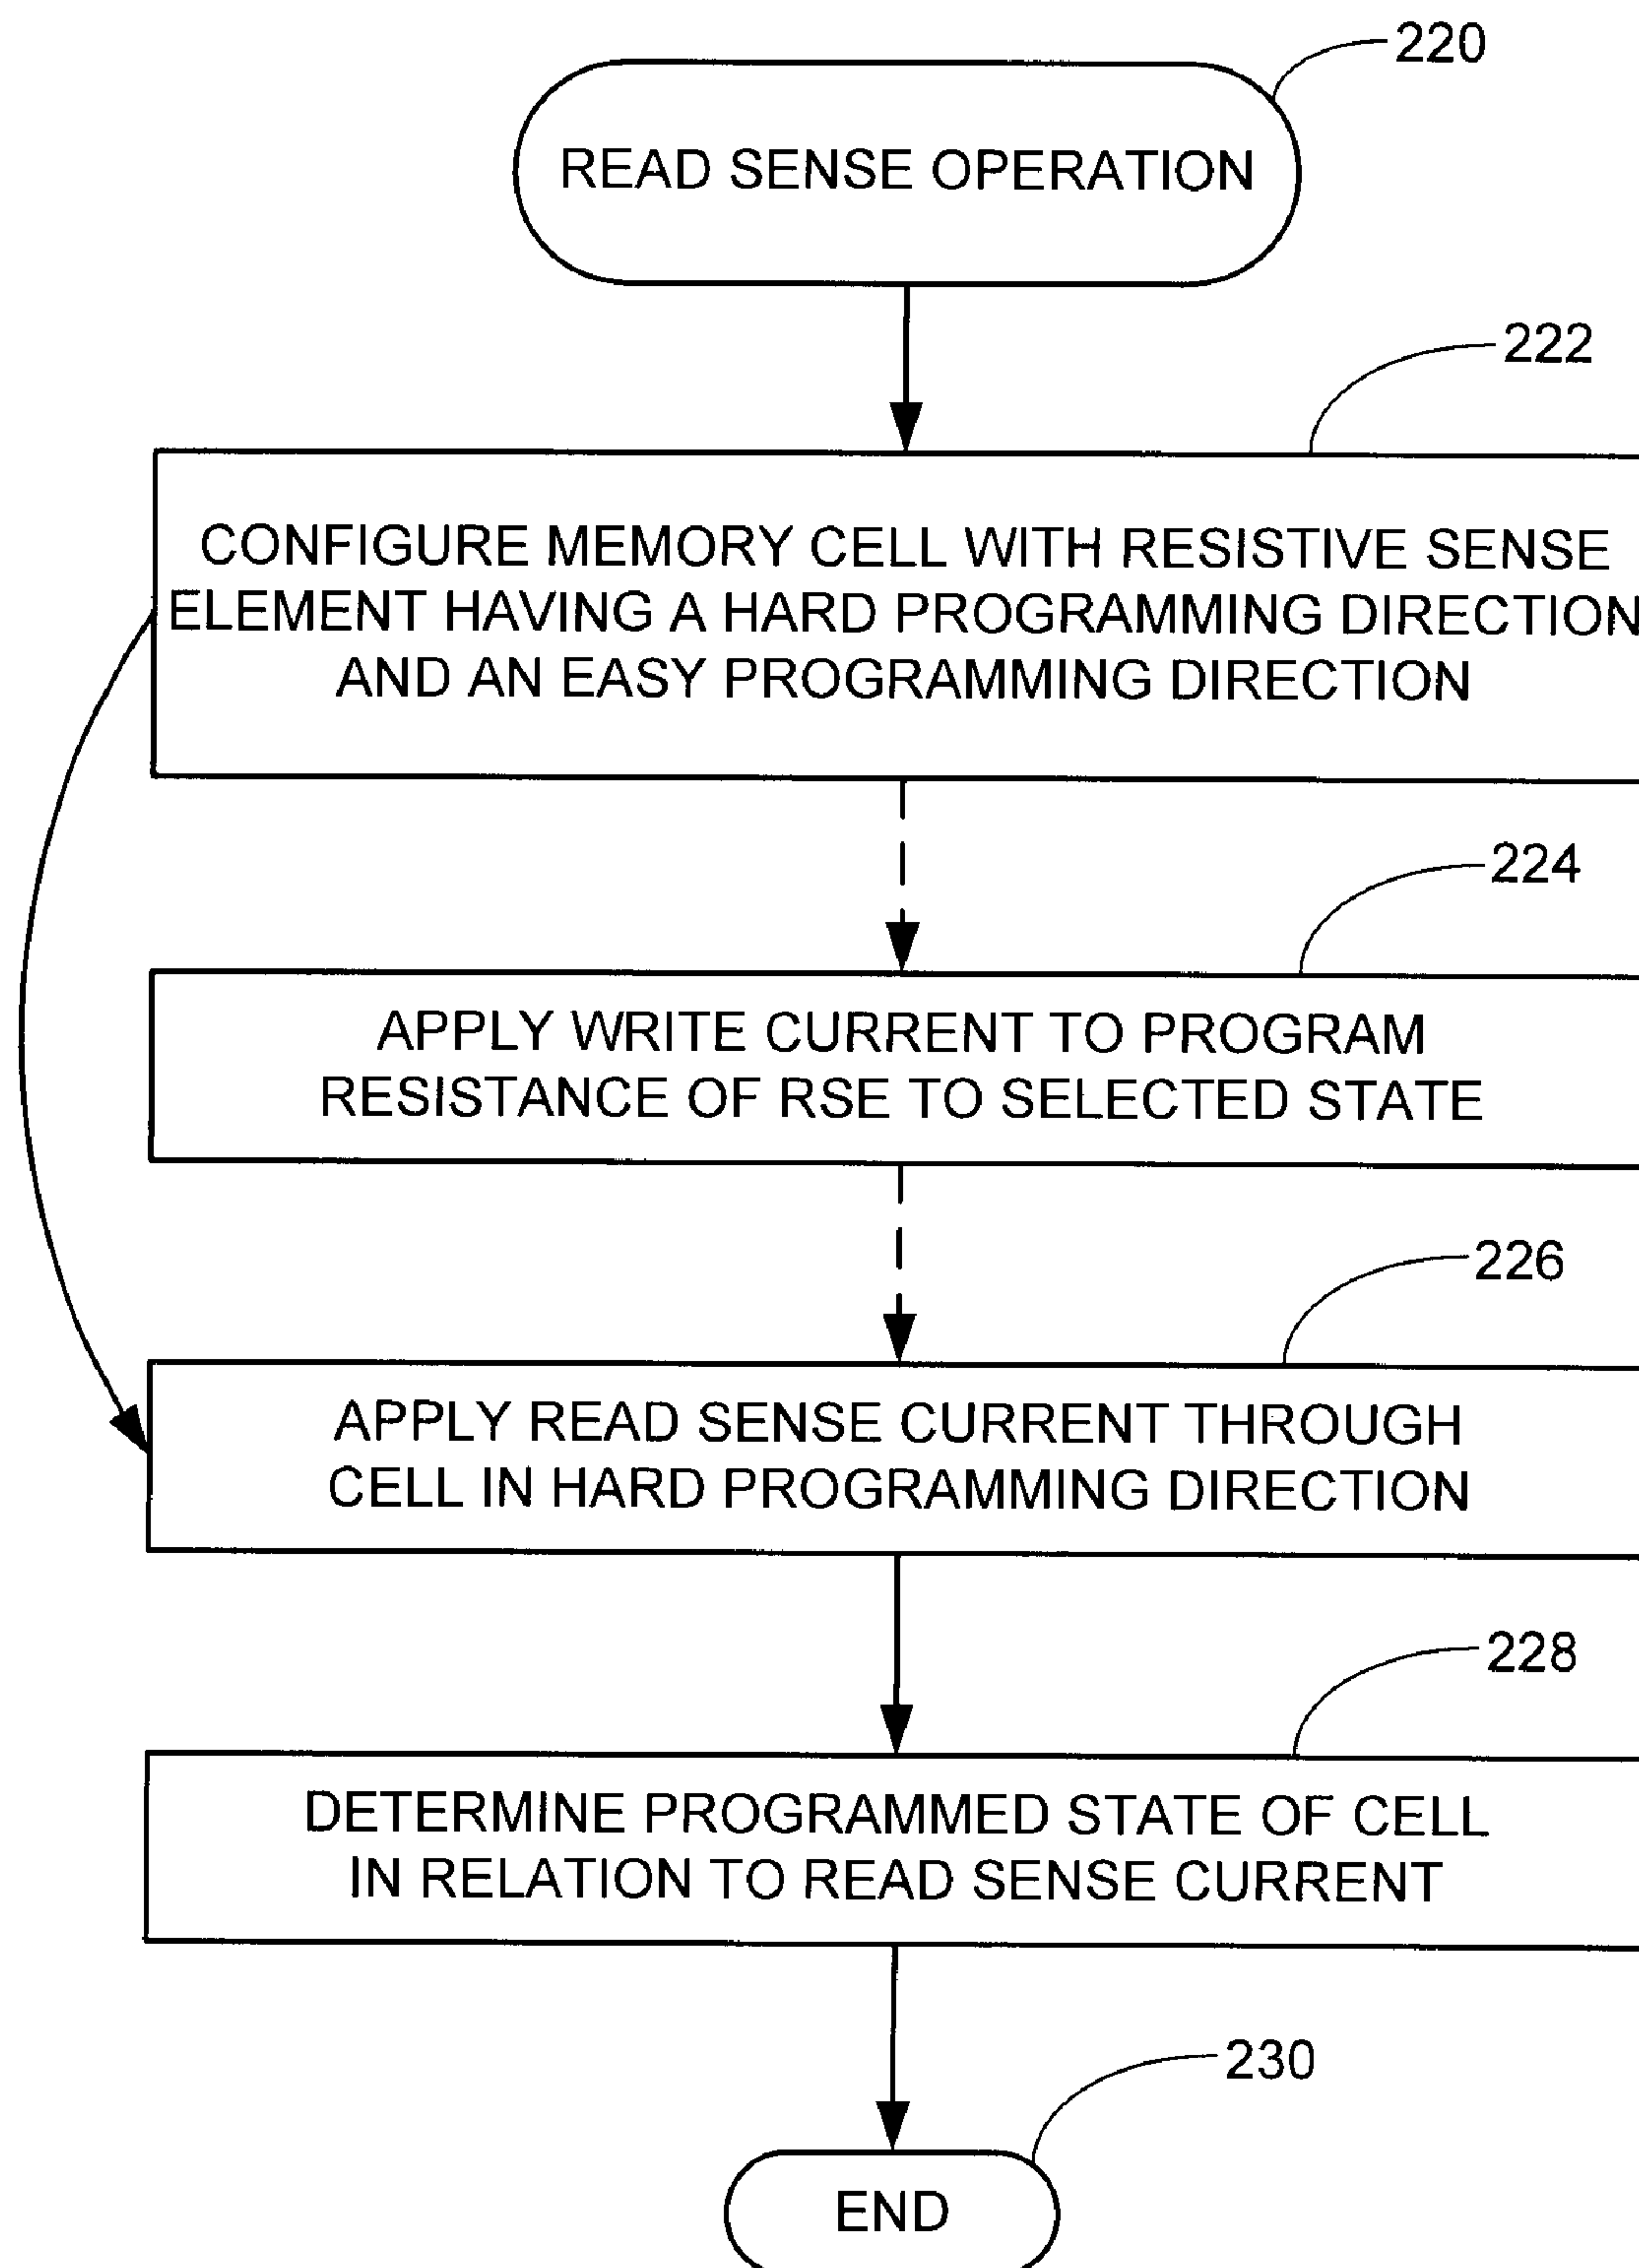 220
READ SENSE OPERATION
222
CONFIGURE MEMORY CELL WITH RESISTIVE SENSE
ELEMENT HAVING A HARD PROGRAMMING DIRECTION
AND AN EASY PROGRAMMING DIRECTION
224
APPLY WRITE CURRENT TO PROGRAM
RESISTANCE OF RSE TO SELECTED STATE
226
APPLY READ SENSE CURRENT THROUGH
CELL IN HARD PROGRAMMING DIRECTION
228
DETERMINE PROGRAMMED STATE OF CELL
IN RELATION TO READ SENSE CURRENT
230
END